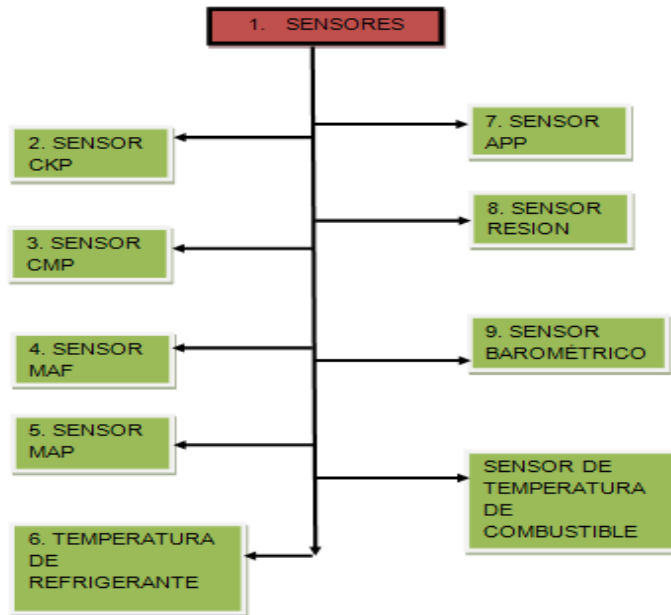 1. SENSORES
2. SENSOR
CKP
3. SENSOR
CMP
4. SENSOR
MAF
5. SENSOR
MAP
6. TEMPERATURA
DE
REFRIGERANTE
7. SENSOR
APP
8. SENSOR
RESION
9. SENSOR
BAROMÉTRICO
SENSOR DE
TEMPERATURA
DE
COMBUSTIBLE